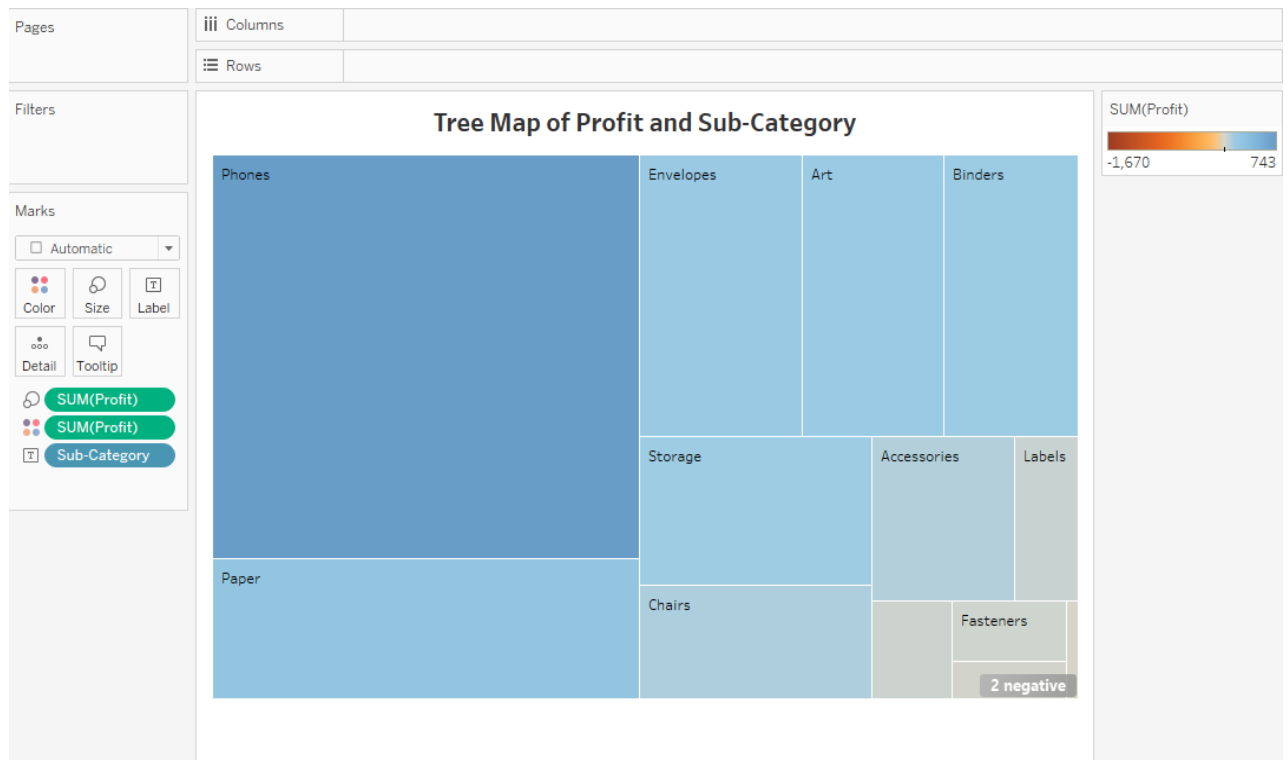 Pages
Columns
Rows
Filters
Tree Map of Profit and Sub-Category
SUM(Profit)
-1,670 743
Marks
Automatic
Color Size Label
Detail Tooltip
SUM(Profit)
SUM(Profit)
Sub-Category
Phones
Envelopes
Art
Binders
Storage
Accessories
Labels
Paper
Chairs
Fasteners
2 negative